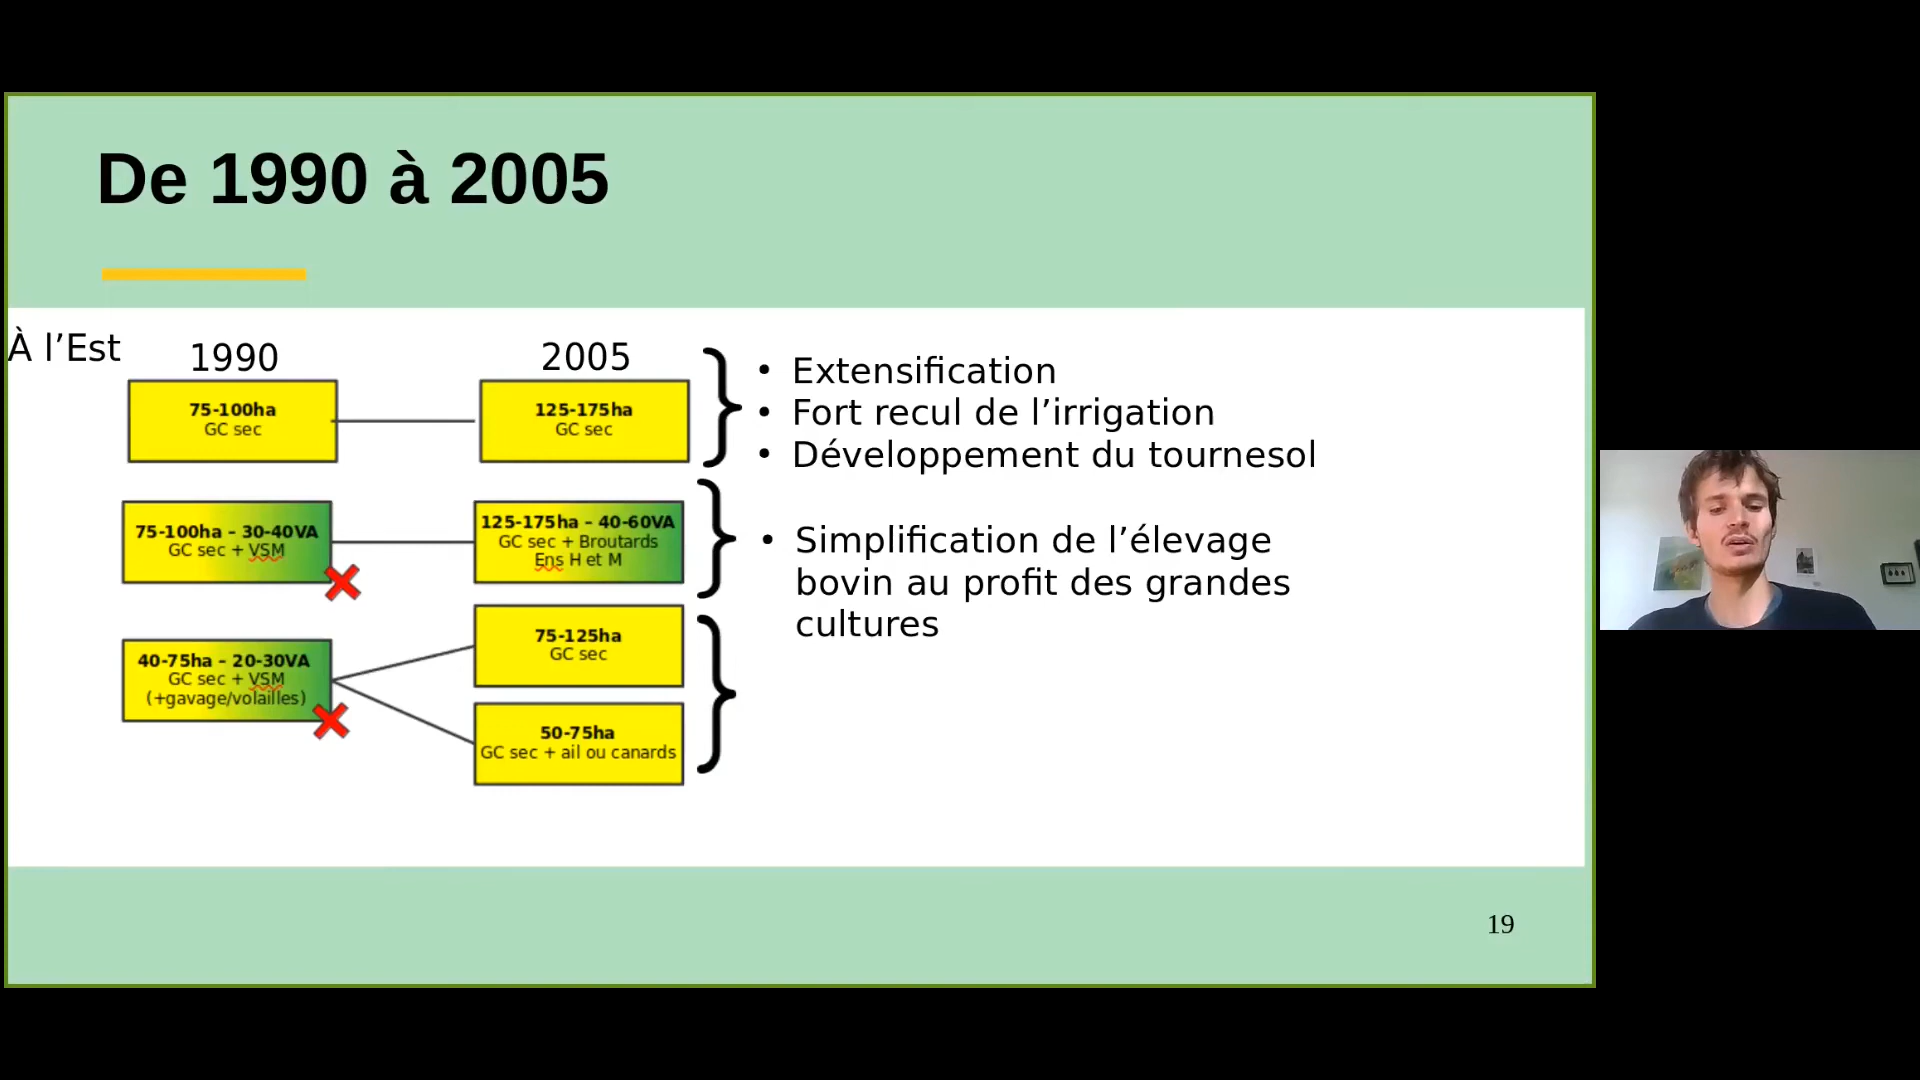 De 1990 à 2005
À l’Est
1990
2005
75-100ha
GC sec
125-175ha
GC sec
Extensification
Fort recul de l’irrigation
Développement du tournesol
75-100ha – 30-40VA
GC sec + VSM
125-175ha – 40-60VA
GC sec + Broutards
Ens H et M
Simplification de l’élevage
bovin au profit des grandes
cultures
40-75ha – 20-30VA
GC sec + VSM
(+gavage/volailles)
75-125ha
GC sec
50-75ha
GC sec + ail ou canards
19